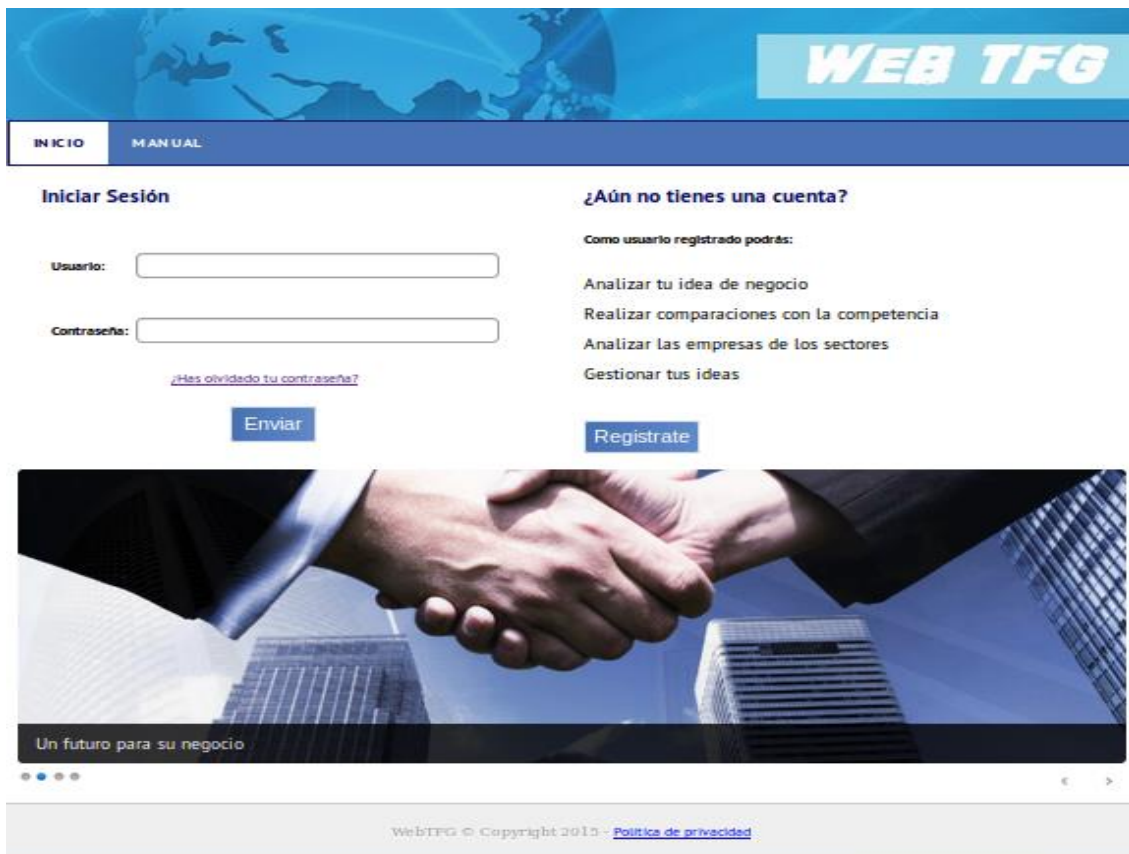 WEB TFG
INICIO MANUAL
Iniciar Sesión
Usuario:
Contraseña:
¿Has olvidado tu contraseña?
Enviar
¿Aún no tienes una cuenta?
Como usuario registrado podrás:
Analizar tu idea de negocio
Realizar comparaciones con la competencia
Analizar las empresas de los sectores
Gestionar tus ideas
Registrate
Un futuro para su negocio
WebTFG © Copyright 2015 - Política de privacidad